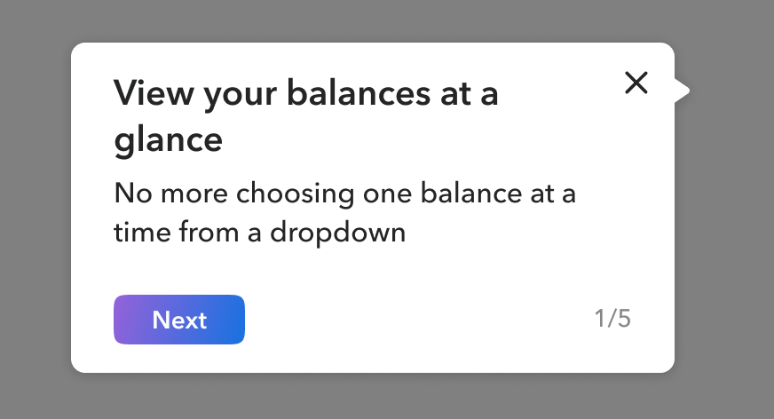 View your balances at a
glance
No more choosing one balance at a
time from a dropdown
Next
1/5